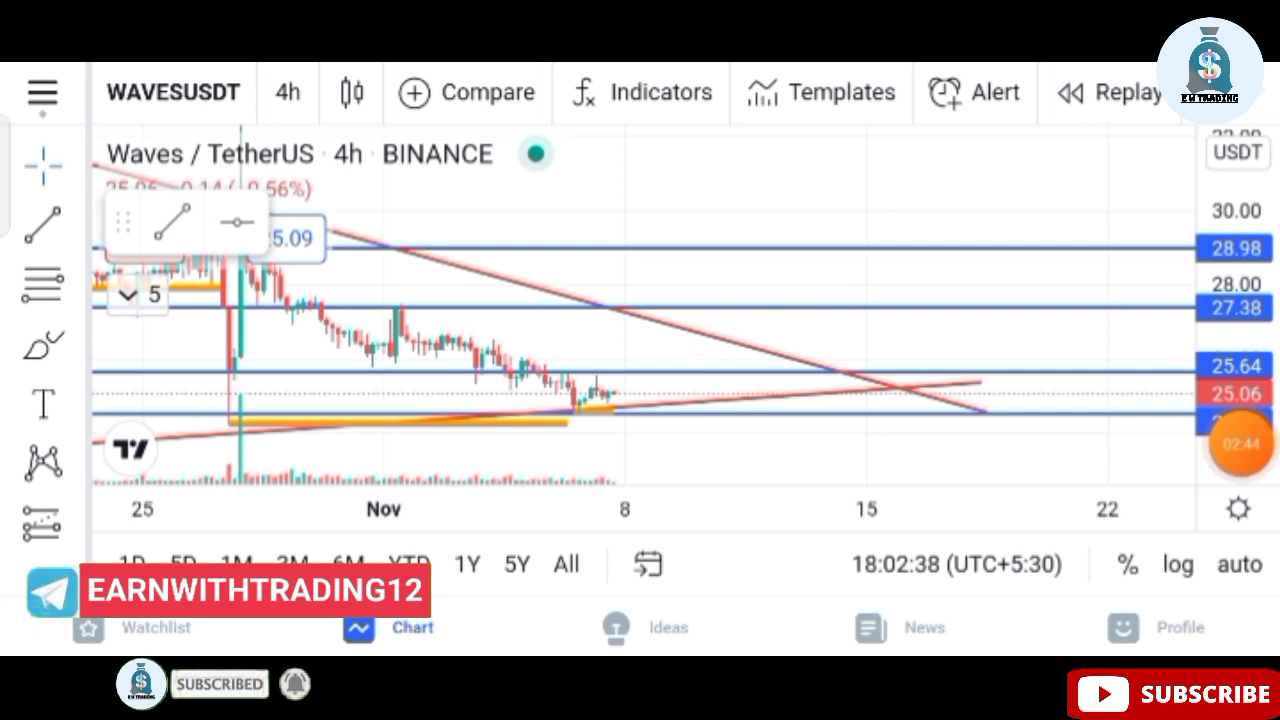 WAVESUSDT 4h Compare Indicators Templates Alert Replay
Waves / TetherUS · 4h · BINANCE
USDT
5.09
30.00
28.98
28.00
27.38
25.64
25.06
5
02:44
25 Nov 8 15 22
1Y 5Y All 18:02:38 (UTC+5:30) % log auto
EARNWITHTRADING12
Watchlist Chart Ideas News Profile
SUBSCRIBED
SUBSCRIBE